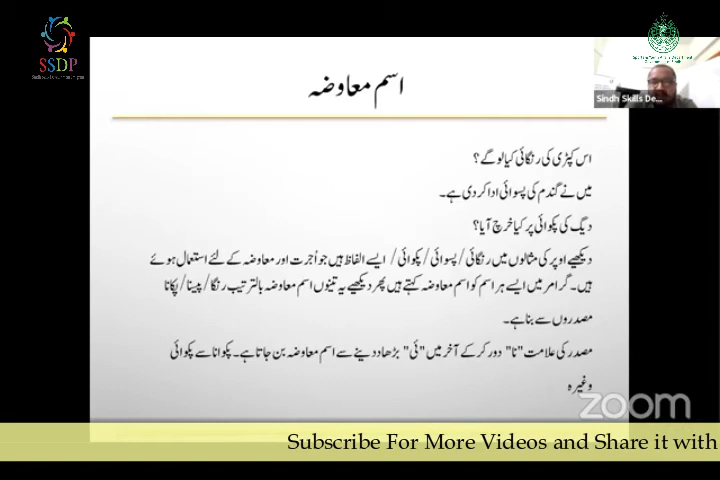 SSDP
اسم معاوضہ
Sindh Skills De...
اس کپڑی کی رنگائی کیا لو گے؟
میں نے گندم کی پسوائی ادا کر دی ہے۔
دیگ کی پکوائی پر کیا خرچ آیا؟
دیکھیے اوپر کی مثالوں میں رنگائی/ پسوائی/ پکوائی/ ایسے الفاظ ہیں جو اُجرت اور معاوضہ کے لئے استعمال ہوئے
ہیں۔ گرامر میں ایسے ہر اسم کو اسم معاوضہ کہتے ہیں پھر دیکھیے یہ تینوں اسم معاوضہ بالترتیب رنگا/ پینا/ پکانا
مصدروں سے بنا ہے۔
مصدر کی علامت "نا" دور کر کے آخر میں "ئی" بڑھا دینے سے اسم معاوضہ بن جاتا ہے۔ پکوانا سے پکوائی
وغیرہ
zoom
Subscribe For More Videos and Share it with